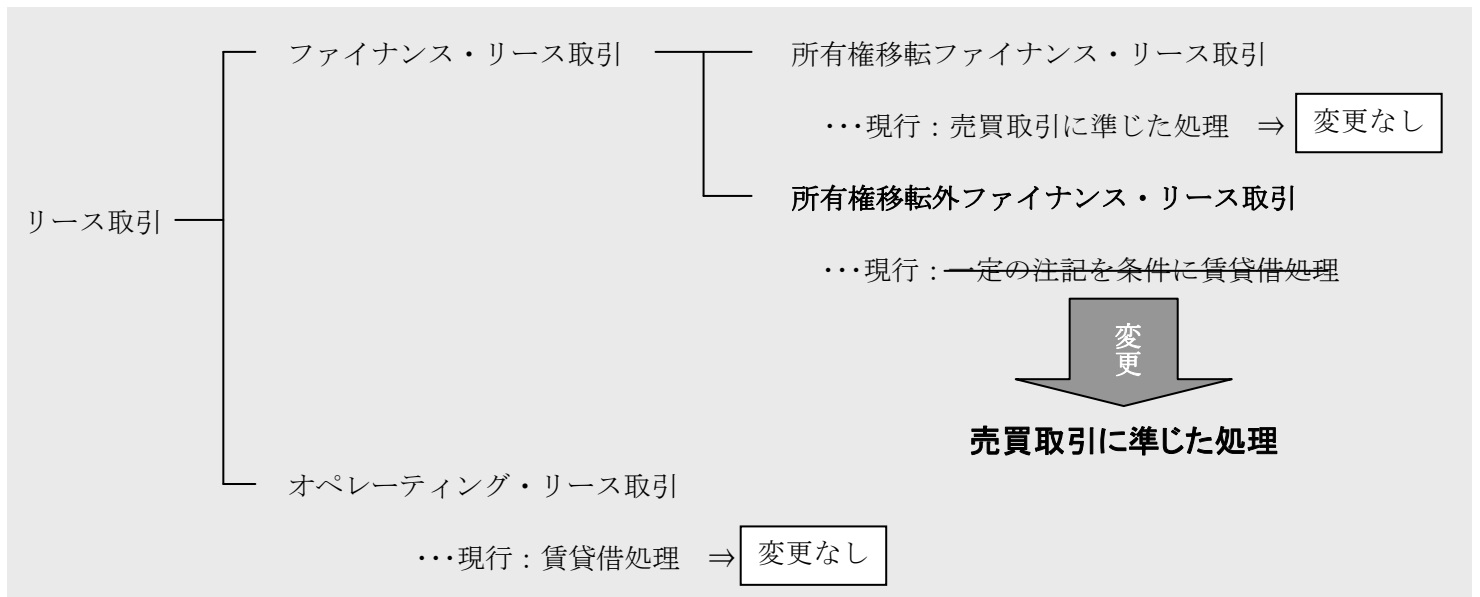 ファイナンス・リース取引 所有権移転ファイナンス・リース取引
･･･現行：売買取引に準じた処理 ⇒ 変更なし
所有権移転外ファイナンス・リース取引
リース取引
･･･現行：一定の注記を条件に賃貸借処理
変更
売買取引に準じた処理
オペレーティング・リース取引
･･･現行：賃貸借処理 ⇒ 変更なし